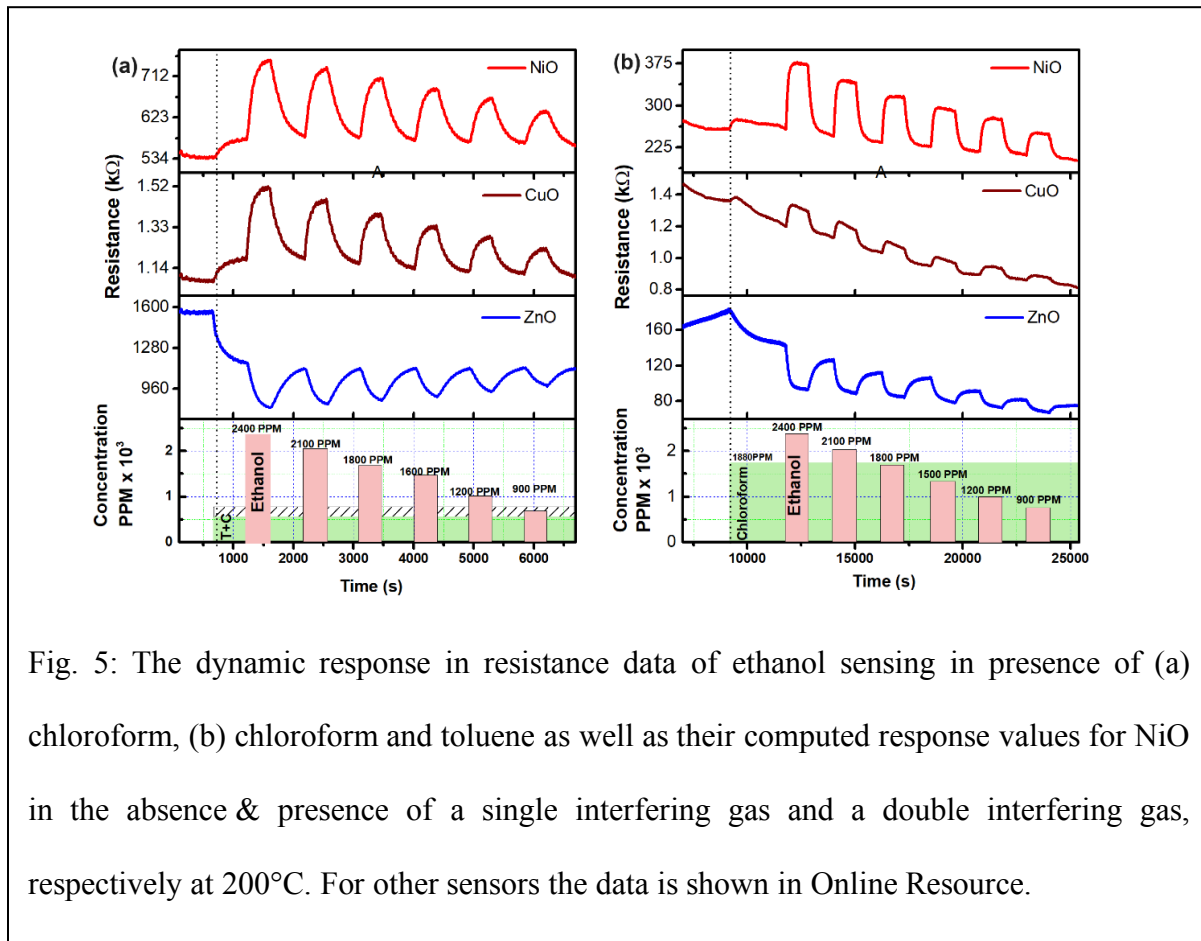 (a)
NiO
712
623
534
CuO
1.52
1.33
1.14
ZnO
1600
1280
960
Resistance (kΩ)
A
2
1
0
Concentration
PPM x 10³
T+C
Ethanol
2400 PPM
2100 PPM
1800 PPM
1600 PPM
1200 PPM
900 PPM
1000 2000 3000 4000 5000 6000
Time (s)
(b)
NiO
375
300
225
CuO
1.4
1.2
1.0
0.8
ZnO
160
120
80
Resistance (kΩ)
A
2
1
0
Concentration
PPM x 10³
1880PPM
Chloroform
Ethanol
2400 PPM
2100 PPM
1800 PPM
1500 PPM
1200 PPM
900 PPM
10000 15000 20000 25000
Time (s)
Fig. 5: The dynamic response in resistance data of ethanol sensing in presence of (a)
chloroform, (b) chloroform and toluene as well as their computed response values for NiO
in the absence & presence of a single interfering gas and a double interfering gas,
respectively at 200°C. For other sensors the data is shown in Online Resource.